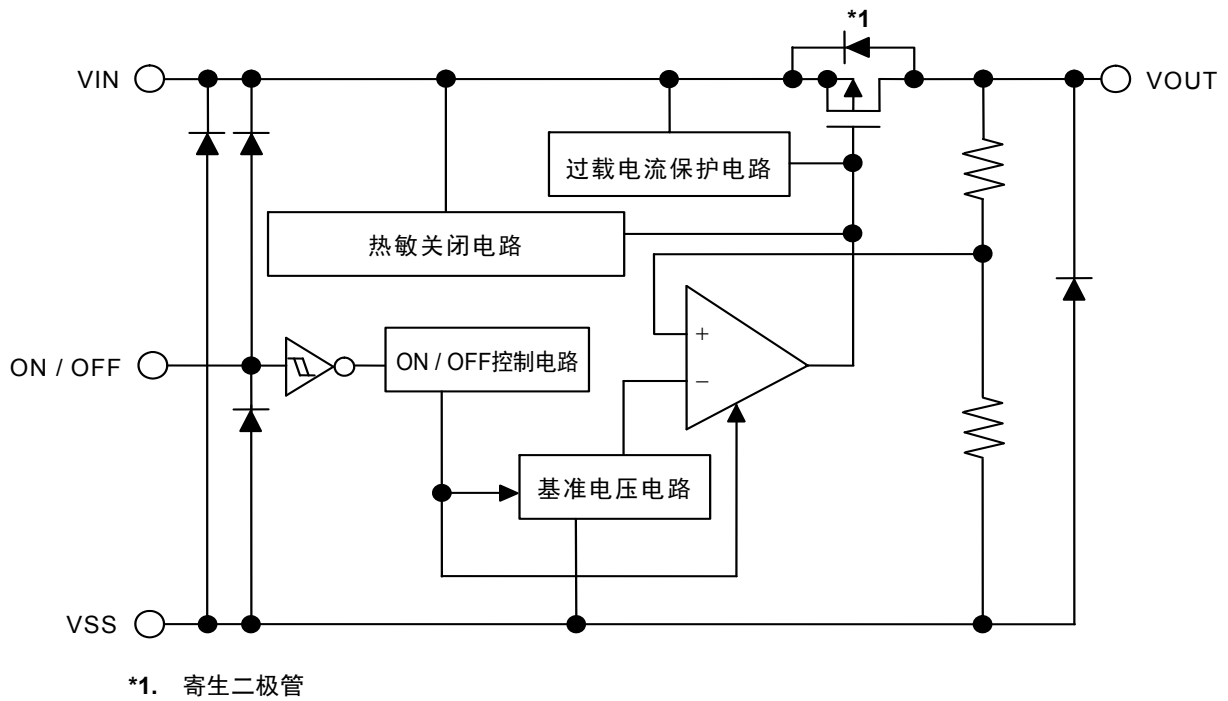 *1
VIN
VOUT
过载电流保护电路
热敏关闭电路
+
ON / OFF
ON / OFF控制电路
−
基准电压电路
VSS
*1. 寄生二极管